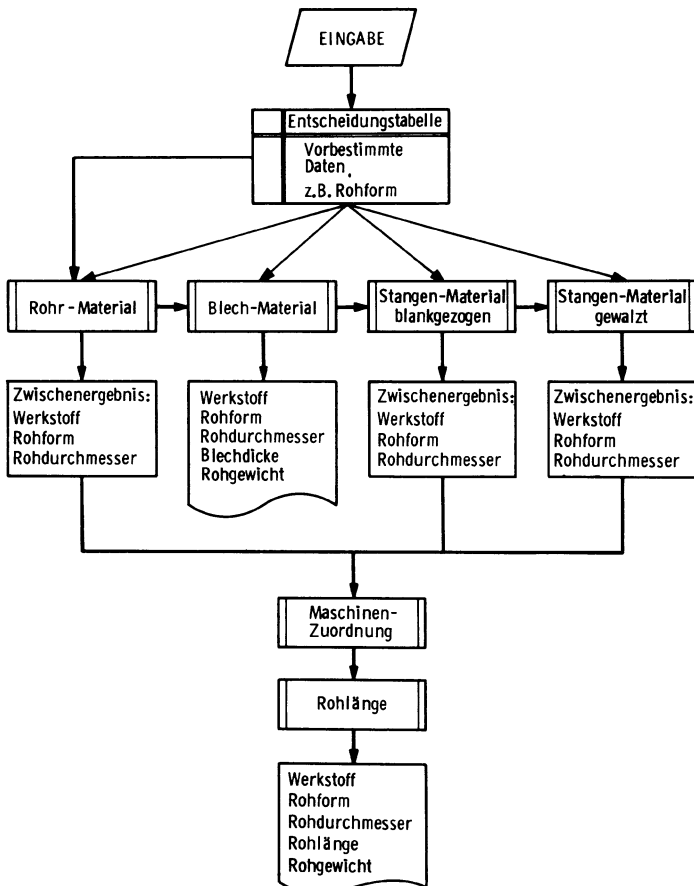 EINGABE
Entscheidungstabelle
Vorbestimmte
Daten,
z.B. Rohform
Rohr-Material
Blech-Material
Stangen-Material
blankgezogen
Stangen-Material
gewalzt
Zwischenergebnis:
Werkstoff
Rohform
Rohdurchmesser
Werkstoff
Rohform
Rohdurchmesser
Blechdicke
Rohgewicht
Zwischenergebnis:
Werkstoff
Rohform
Rohdurchmesser
Zwischenergebnis:
Werkstoff
Rohform
Rohdurchmesser
Maschinen-
Zuordnung
Rohlänge
Werkstoff
Rohform
Rohdurchmesser
Rohlänge
Rohgewicht